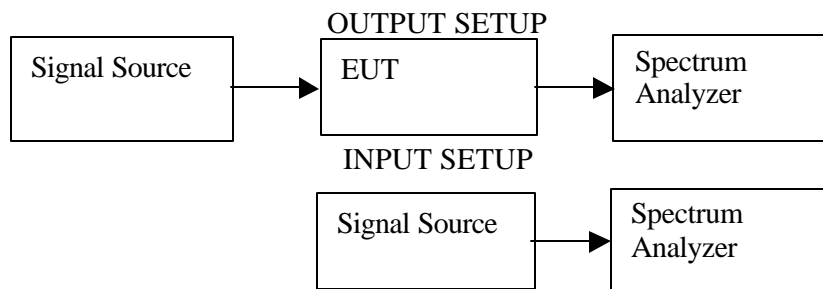 OUTPUT SETUP
Signal Source
EUT
Spectrum
Analyzer
INPUT SETUP
Signal Source
Spectrum
Analyzer